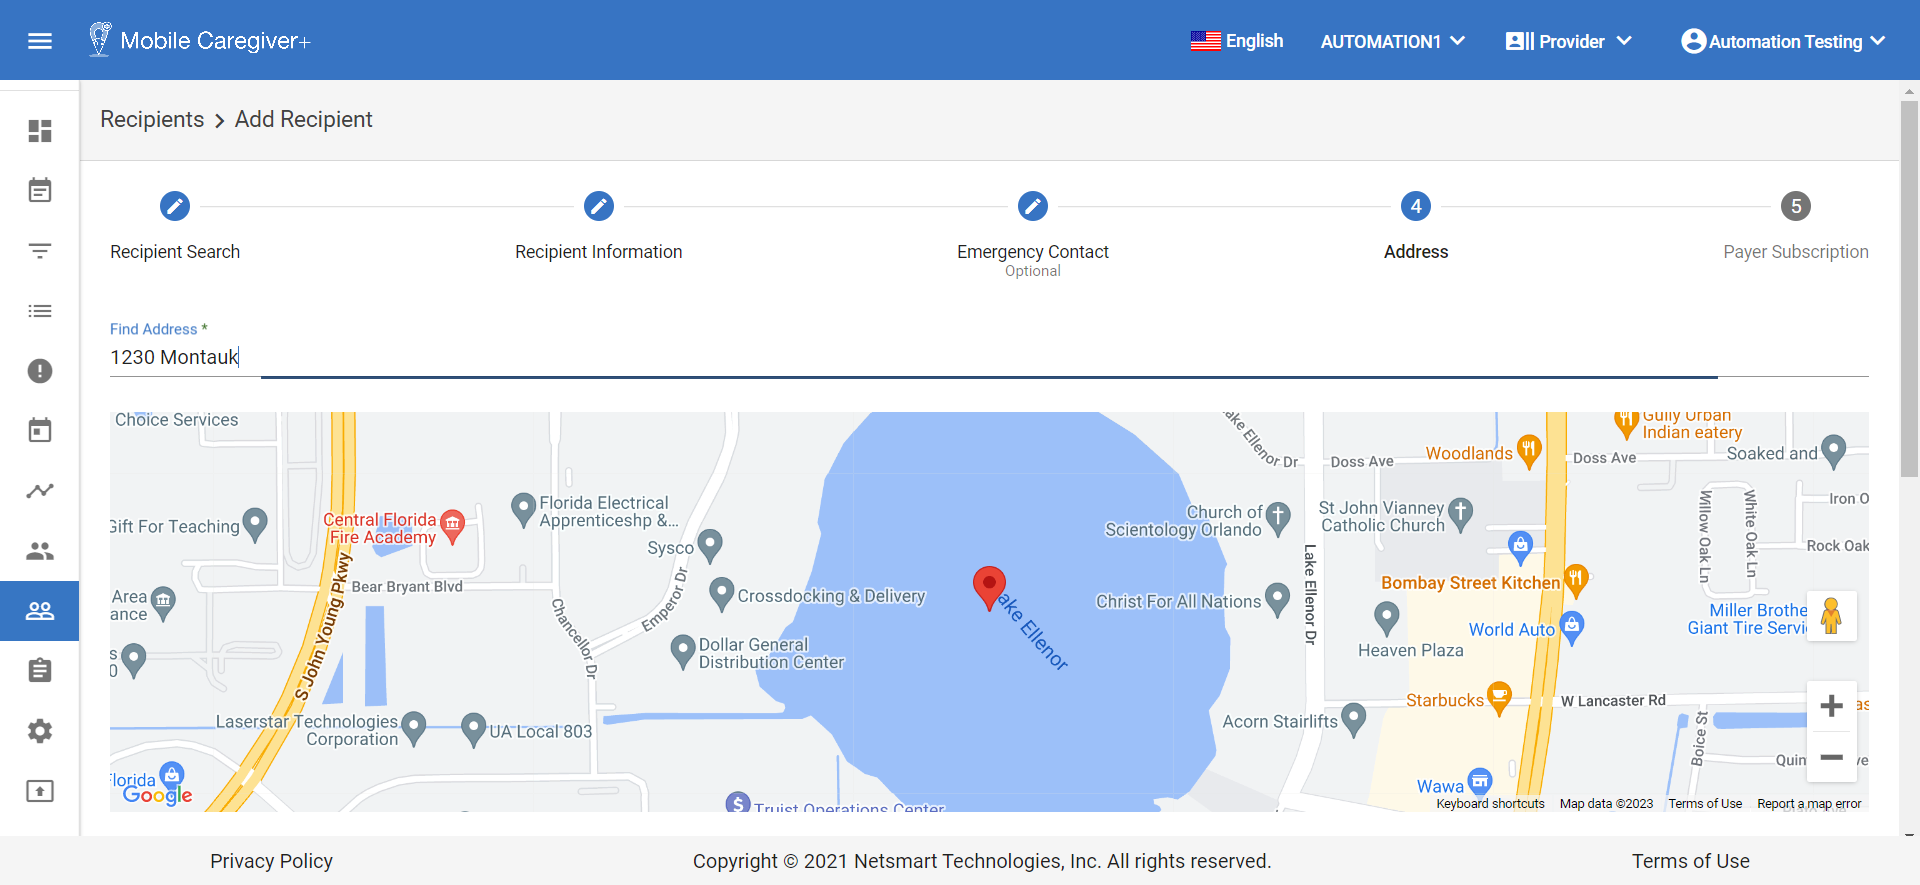 Mobile Caregiver+
English
AUTOMATION1
Provider
Automation Testing
Recipients > Add Recipient
4
5
Recipient Search
Recipient Information
Emergency Contact
Optional
Address
Payer Subscription
Find Address *
1230 Montauk
Choice Services
Gully Urban
Indian eatery
Lake Ellenor Dr
Doss Ave
Woodlands
Doss Ave
Soaked and
Gift For Teaching
Central Florida
Fire Academy
Florida Electrical
Apprenticeshp &...
Sysco
Church of
Scientology Orlando
St John Vianney
Catholic Church
Willow Oak Ln
White Oak Ln
Iron O
Rock Oak
Bear Bryant Blvd
S John Young Pkwy
Chancellor Dr
Emperor Dr
Crossdocking & Delivery
Lake Ellenor
Christ For All Nations
Lake Ellenor Dr
Bombay Street Kitchen
Area
ance
Miller Brothe
Giant Tire Servi
World Auto
Heaven Plaza
Dollar General
Distribution Center
s
0
Starbucks
W Lancaster Rd
as
Laserstar Technologies
Corporation
UA Local 803
Acorn Stairlifts
Boice St
Quin
ve
Florida
Google
Truist Operations Center
Wawa
Keyboard shortcuts
Map data ©2023
Terms of Use
Report a map error
Privacy Policy
Copyright © 2021 Netsmart Technologies, Inc. All rights reserved.
Terms of Use